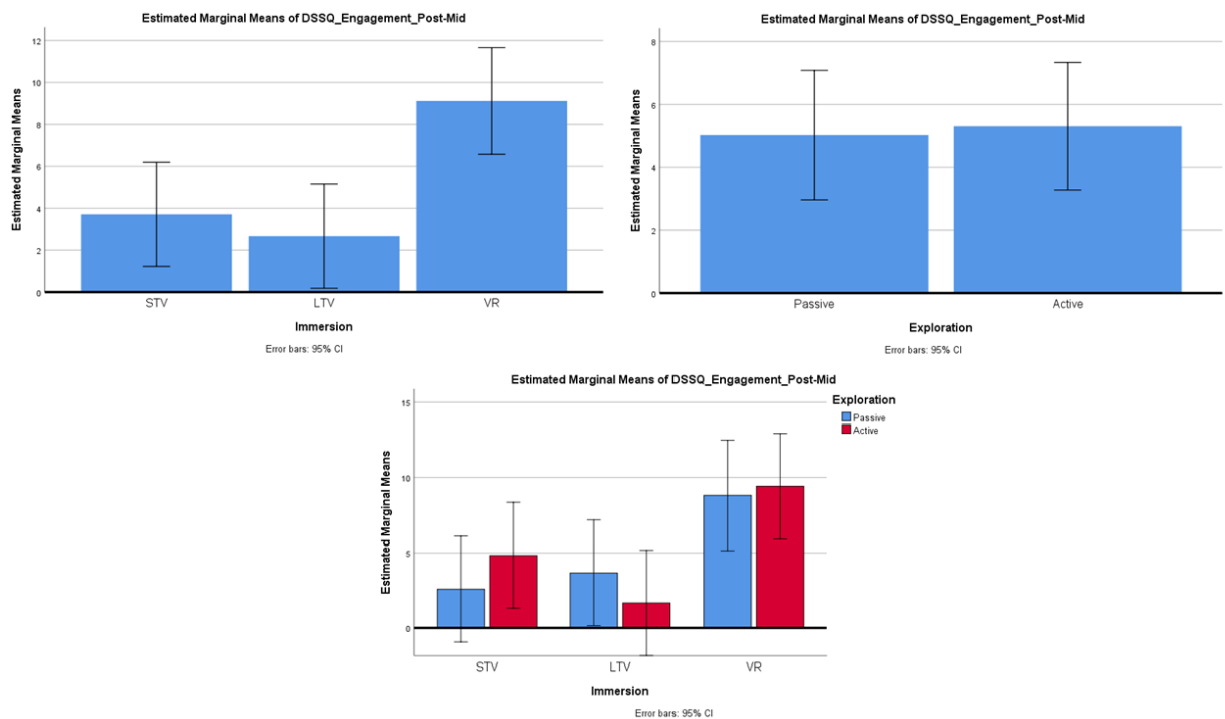 Estimated Marginal Means of DSSQ_Engagement_Post-Mid
Estimated Marginal Means
12
10
8
6
4
2
0
STV LTV VR
Immersion
Error bars: 95% CI
Estimated Marginal Means of DSSQ_Engagement_Post-Mid
Estimated Marginal Means
8
6
4
2
0
Passive Active
Exploration
Error bars: 95% CI
Estimated Marginal Means of DSSQ_Engagement_Post-Mid
Exploration
Passive
Active
Estimated Marginal Means
15
10
5
0
STV LTV VR
Immersion
Error bars: 95% CI